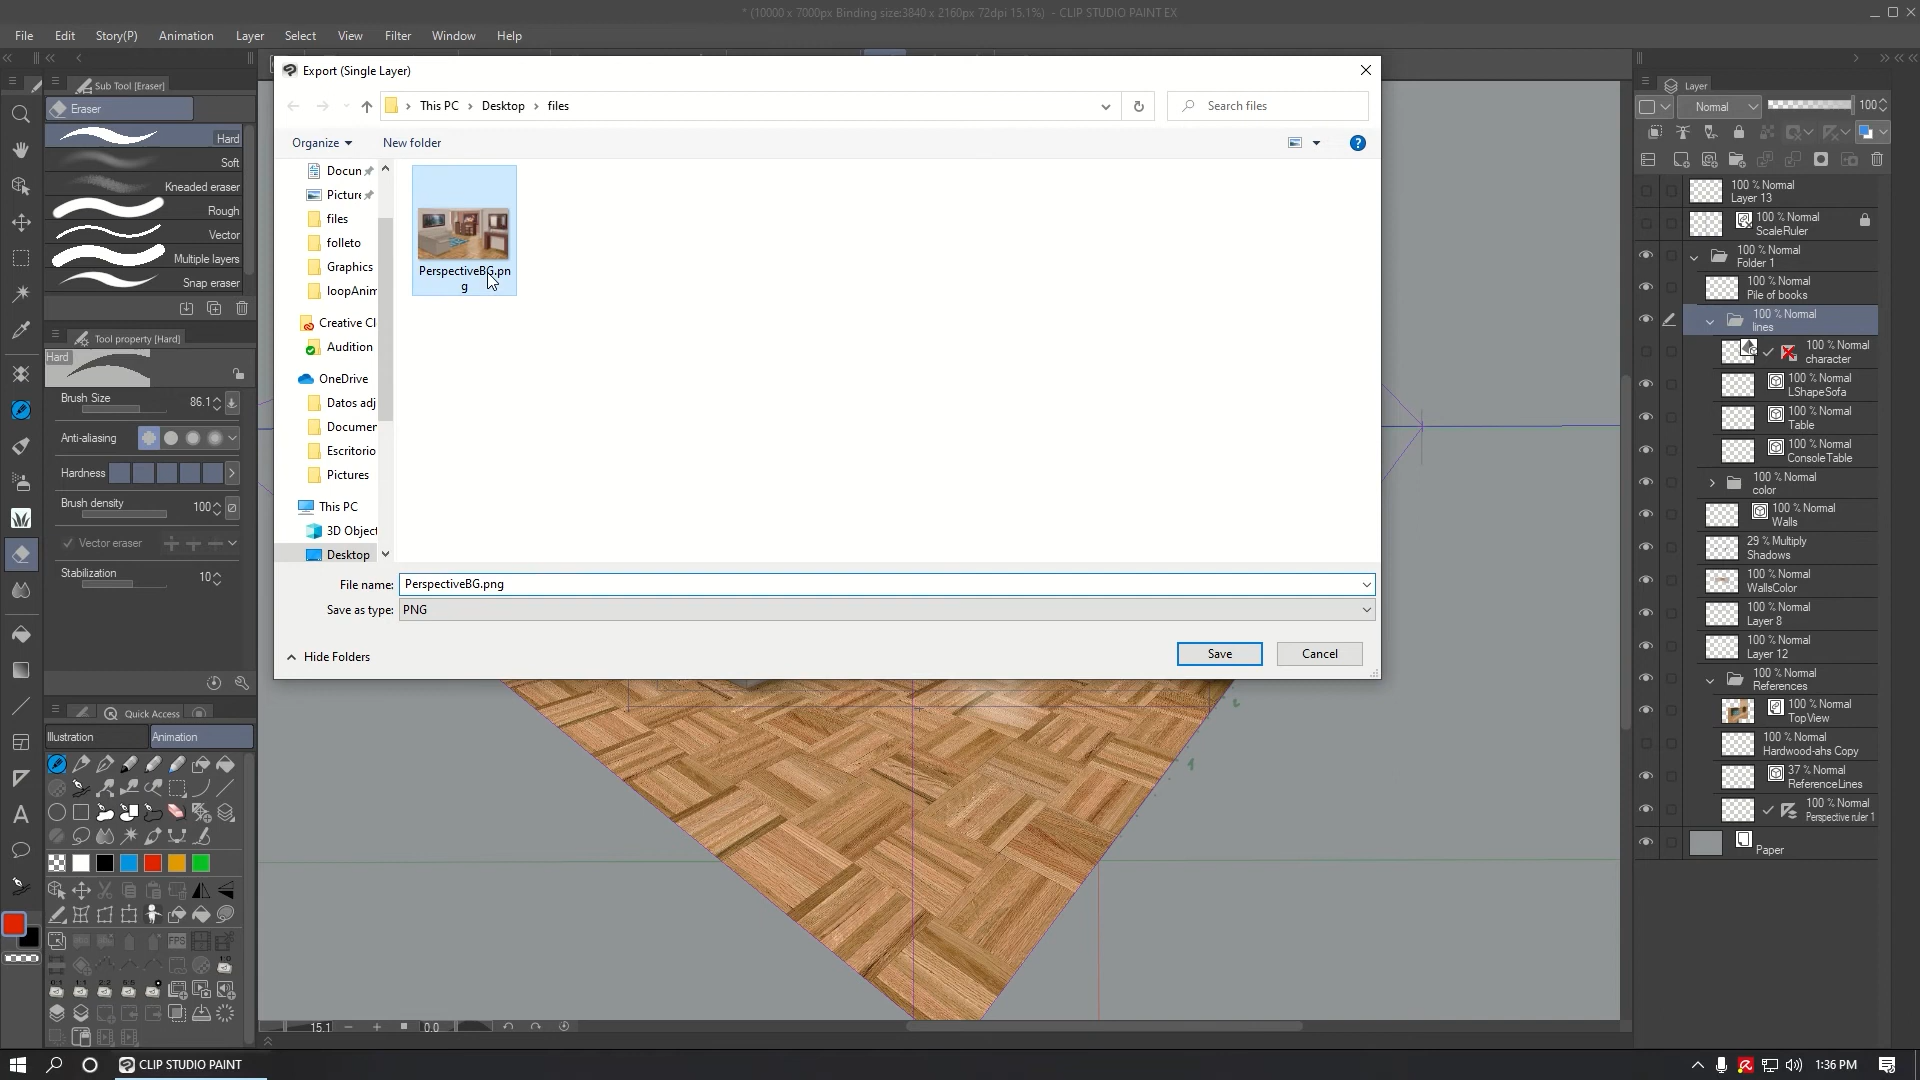 * (10000 x 7000px Binding size:3840 x 2160px 72dpi 15.1%) - CLIP STUDIO PAINT EX
File Edit Story(P) Animation Layer Select View Filter Window Help
Sub Tool [Eraser]
Eraser
Hard
Soft
Kneaded eraser
Rough
Vector
Multiple layers
Snap eraser
Tool property [Hard]
Hard
Brush Size 86.1
Anti-aliasing
Hardness
Brush density 100
Vector eraser
Stabilization 10
Quick Access
Illustration Animation
FPS
Export (Single Layer)
This PC > Desktop > files
Search files
Organize New folder
Docun
Picture
files
folleto
Graphics
loopAnim
Creative Cl
Audition
OneDrive
Datos adj
Documen
Escritorio
Pictures
This PC
3D Object
Desktop
PerspectiveBG.pn
g
File name: PerspectiveBG.png
Save as type: PNG
Hide Folders
Save Cancel
15.1 0.0
Layer
Normal 100
100 % Normal
Layer 13
100 % Normal
ScaleRuler
100 % Normal
Folder 1
100 % Normal
Pile of books
100 % Normal
lines
100 % Normal
character
100 % Normal
LShapeSofa
100 % Normal
Table
100 % Normal
ConsoleTable
100 % Normal
color
100 % Normal
Walls
29 % Multiply
Shadows
100 % Normal
WallsColor
100 % Normal
Layer 8
100 % Normal
Layer 12
100 % Normal
References
100 % Normal
TopView
100 % Normal
Hardwood-ahs Copy
37 % Normal
ReferenceLines
100 % Normal
Perspective ruler 1
Paper
CLIP STUDIO PAINT
1:36 PM